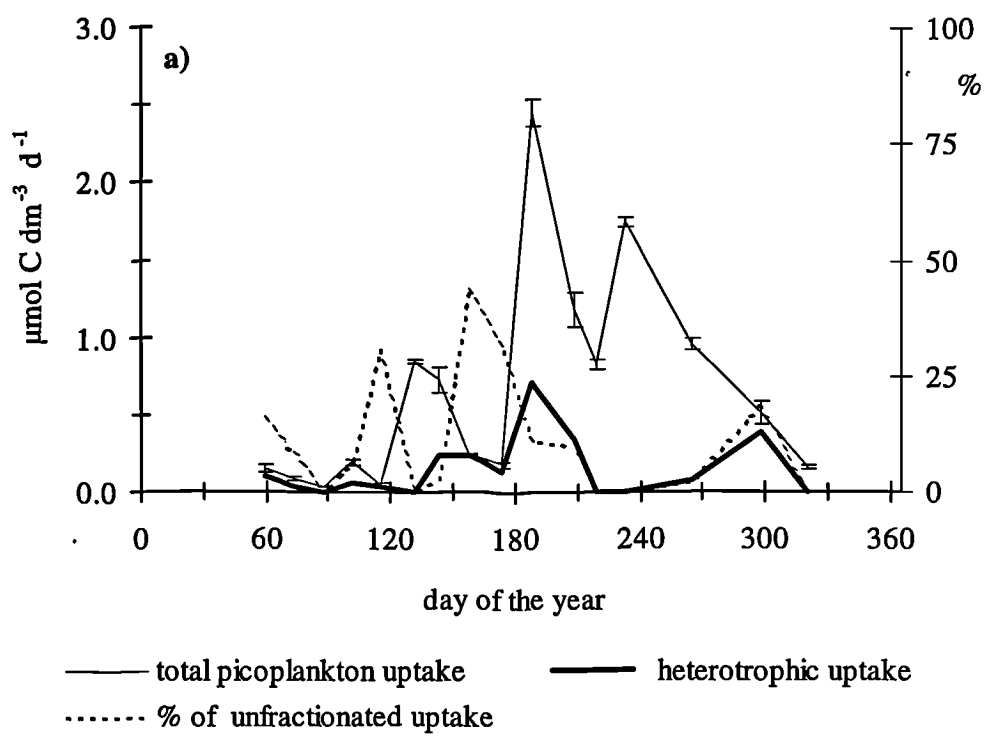 a)
3.0
2.0
1.0
0.0
µmol C dm⁻³ d⁻¹
100
%
75
50
25
0
0 60 120 180 240 300 360
day of the year
total picoplankton uptake heterotrophic uptake
% of unfractionated uptake